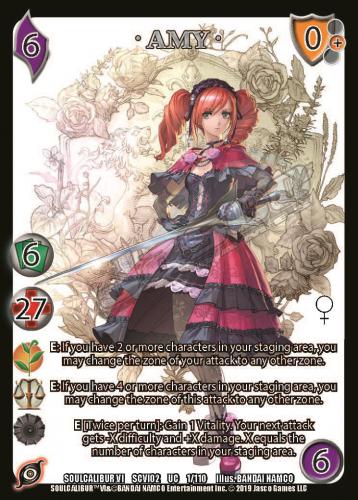 6
· AMY ·
0
+
6
27
E: If you have 2 or more characters in your staging area, you
may change the zone of your attack to any other zone.
E: If you have 4 or more characters in your staging area, you
may change the zone of this attack to any other zone.
E [Twice per turn]: Gain 1 Vitality. Your next attack
gets -X difficulty and +X damage. X equals the
number of characters in your staging area.
6
SOULCALIBUR VI SCVI02 UC 1/110 Illus. BANDAI NAMCO
SOULCALIBUR™VI&©BANDAI NAMCO Entertainment Inc. © 2019 Jasco Games LLC